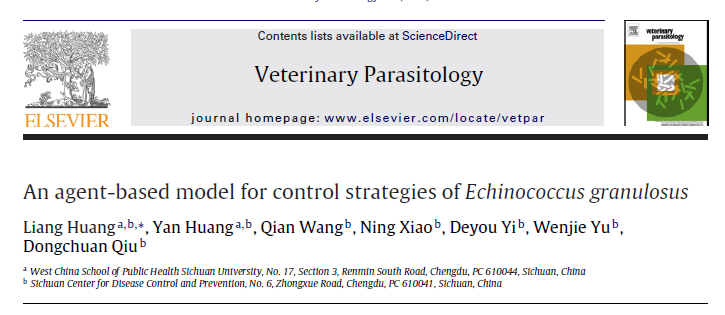 Contents lists available at ScienceDirect
Veterinary Parasitology
journal homepage: www.elsevier.com/locate/vetpar
ELSEVIER
veterinary
parasitology
An agent-based model for control strategies of Echinococcus granulosus
Liang Huang a,b,∗, Yan Huang a,b, Qian Wang b, Ning Xiao b, Deyou Yi b, Wenjie Yu b,
Dongchuan Qiu b
a West China School of Public Health Sichuan University, No. 17, Section 3, Renmin South Road, Chengdu, PC 610044, Sichuan, China
b Sichuan Center for Disease Control and Prevention, No. 6, Zhongxue Road, Chengdu, PC 610041, Sichuan, China